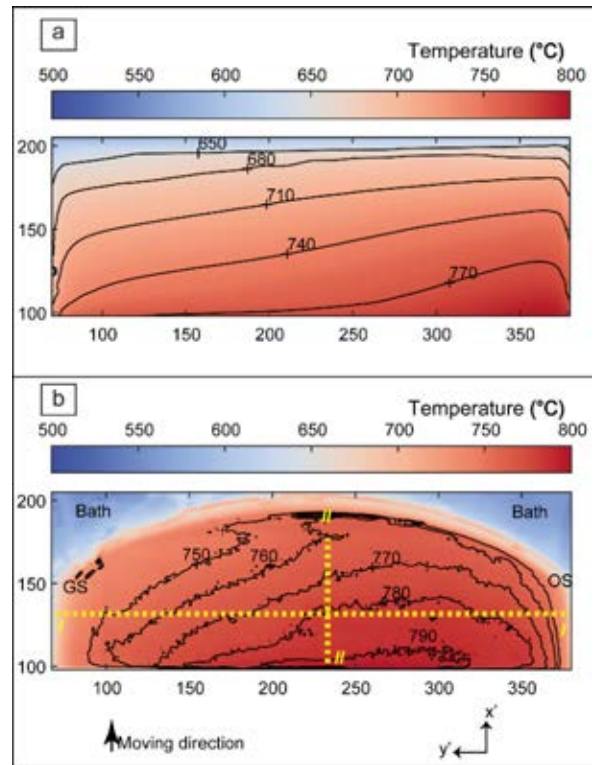 a
Temperature (°C)
500 550 600 650 700 750 800
200
150
100
650
680
710
740
770
100 150 200 250 300 350
b
Temperature (°C)
500 550 600 650 700 750 800
200
150
100
Bath Bath
GS OS
750 760 770
780
790
I I
II
II
100 150 200 250 300 350
Moving direction
x'
y'